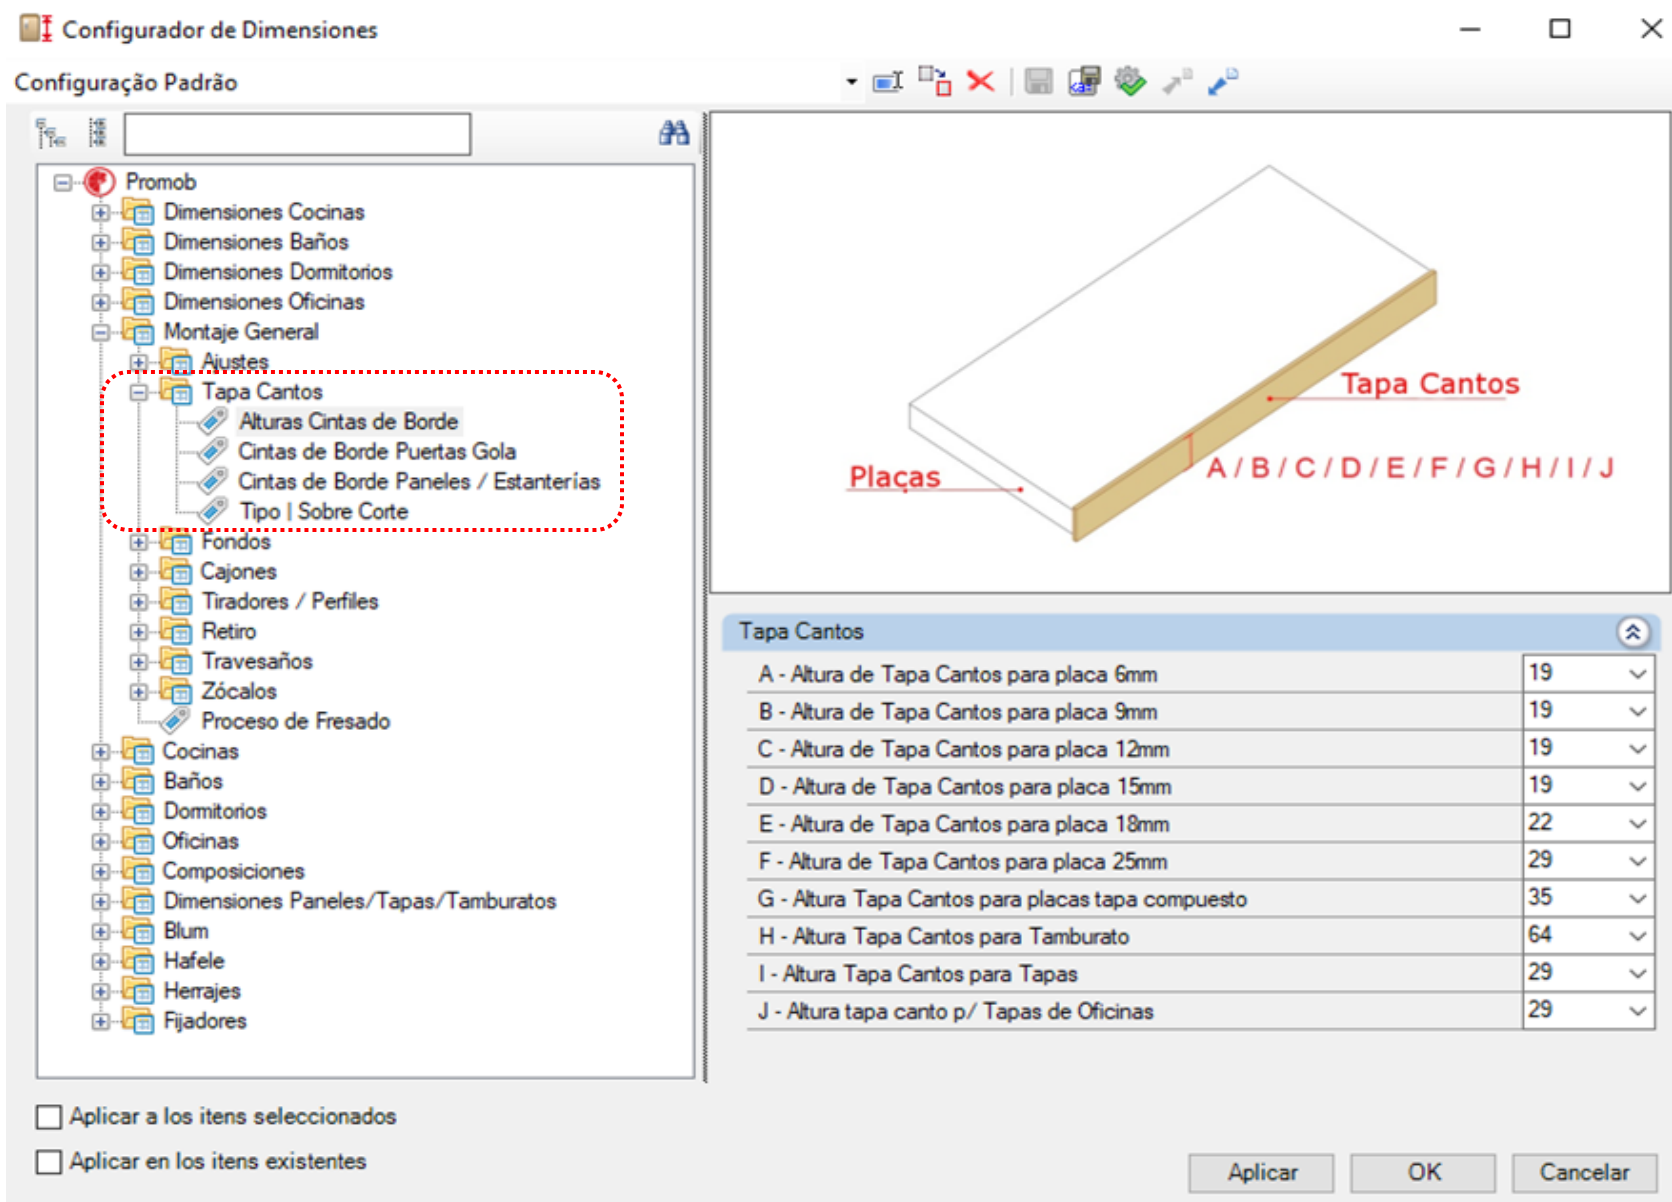 Configurador de Dimensiones
Configuração Padrão
Promob
Dimensiones Cocinas
Dimensiones Baños
Dimensiones Dormitorios
Dimensiones Oficinas
Montaje General
Ajustes
Tapa Cantos
Alturas Cintas de Borde
Cintas de Borde Puertas Gola
Cintas de Borde Paneles / Estanterías
Tipo | Sobre Corte
Fondos
Cajones
Tiradores / Perfiles
Retiro
Travesaños
Zócalos
Proceso de Fresado
Cocinas
Baños
Dormitorios
Oficinas
Composiciones
Dimensiones Paneles/Tapas/Tamburatos
Blum
Hafele
Herrajes
Fijadores
Tapa Cantos
A / B / C / D / E / F / G / H / I / J
Placas
Tapa Cantos
A - Altura de Tapa Cantos para placa 6mm 19
B - Altura de Tapa Cantos para placa 9mm 19
C - Altura de Tapa Cantos para placa 12mm 19
D - Altura de Tapa Cantos para placa 15mm 19
E - Altura de Tapa Cantos para placa 18mm 22
F - Altura de Tapa Cantos para placa 25mm 29
G - Altura Tapa Cantos para placas tapa compuesto 35
H - Altura Tapa Cantos para Tamburato 64
I - Altura Tapa Cantos para Tapas 29
J - Altura tapa canto p/ Tapas de Oficinas 29
Aplicar a los itens seleccionados
Aplicar en los itens existentes
Aplicar OK Cancelar